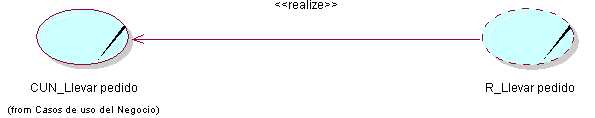 <<realize>>
CUN_Llevar pedido
R_Llevar pedido
(from Casos de uso del Negocio)